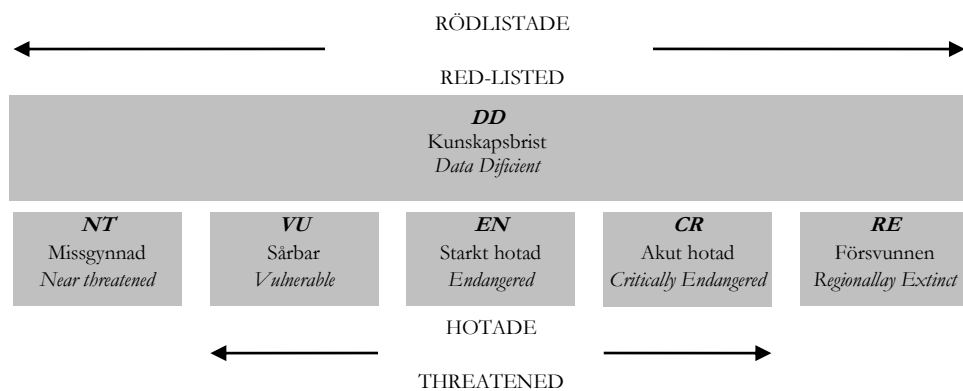 RÖDLISTADE
RED-LISTED
DD
Kunskapsbrist
Data Dificient
NT
Missgynnad
Near threatened
VU
Sårbar
Vulnerable
EN
Starkt hotad
Endangered
CR
Akut hotad
Critically Endangered
RE
Försvunnen
Regionallay Extinct
HOTADE
THREATENED